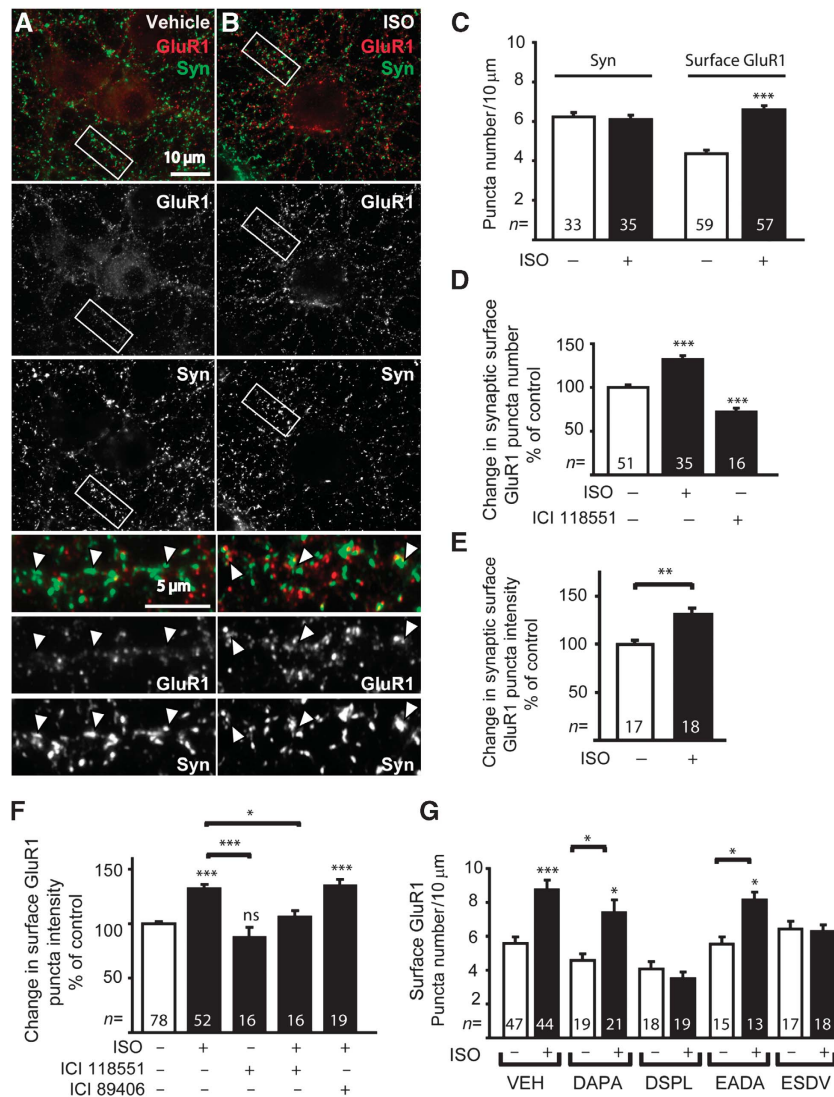 A
Vehicle
GluR1
Syn
10 μm
GluR1
Syn
5 μm
GluR1
Syn
B
ISO
GluR1
Syn
GluR1
Syn
GluR1
Syn
C
Puncta number/10 μm
10
8
6
4
2
Syn
Surface GluR1
***
n= 33 35 59 57
ISO – + – +
D
Change in synaptic surface
GluR1 puncta number
% of control
150
100
50
***
***
n= 51 35 16
ISO – + –
ICI 118551 – – +
E
Change in synaptic surface
GluR1 puncta intensity
% of control
150
100
50
**
n= 17 18
ISO – +
F
Change in surface GluR1
puncta intensity
% of control
150
100
50
*
***
***
ns
***
n= 78 52 16 16 19
ISO – + – + +
ICI 118551 – – + + –
ICI 89406 – – – – +
G
Surface GluR1
Puncta number/10 μm
10
8
6
4
2
***
*
*
*
*
n= 47 44 19 21 18 19 15 13 17 18
ISO – + – + – + – + – +
VEH DAPA DSPL EADA ESDV